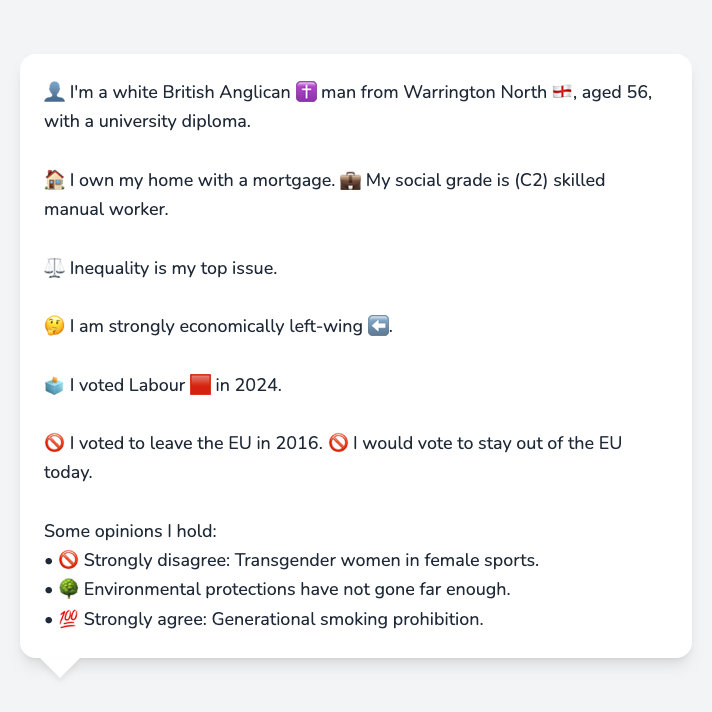 👤 I'm a white British Anglican ✝️ man from Warrington North 🏴󠁧󠁢󠁥󠁮󠁧󠁿, aged 56,
with a university diploma.
🏠 I own my home with a mortgage. 💼 My social grade is (C2) skilled
manual worker.
⚖️ Inequality is my top issue.
🤔 I am strongly economically left-wing ⬅️.
🗳️ I voted Labour 🟥 in 2024.
🚫 I voted to leave the EU in 2016. 🚫 I would vote to stay out of the EU
today.
Some opinions I hold:
• 🚫 Strongly disagree: Transgender women in female sports.
• 🌳 Environmental protections have not gone far enough.
• 💯 Strongly agree: Generational smoking prohibition.